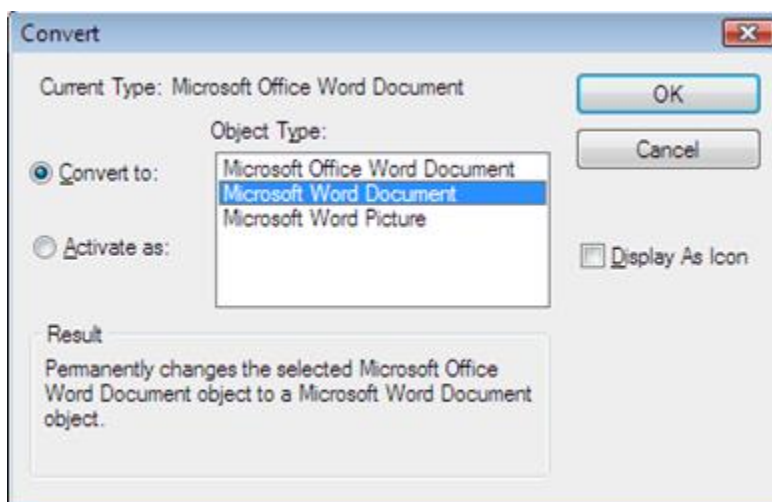 Convert
Current Type: Microsoft Office Word Document
OK
Object Type:
Cancel
Convert to:
Microsoft Office Word Document
Microsoft Word Document
Microsoft Word Picture
Activate as:
Display As Icon
Result
Permanently changes the selected Microsoft Office
Word Document object to a Microsoft Word Document
object.